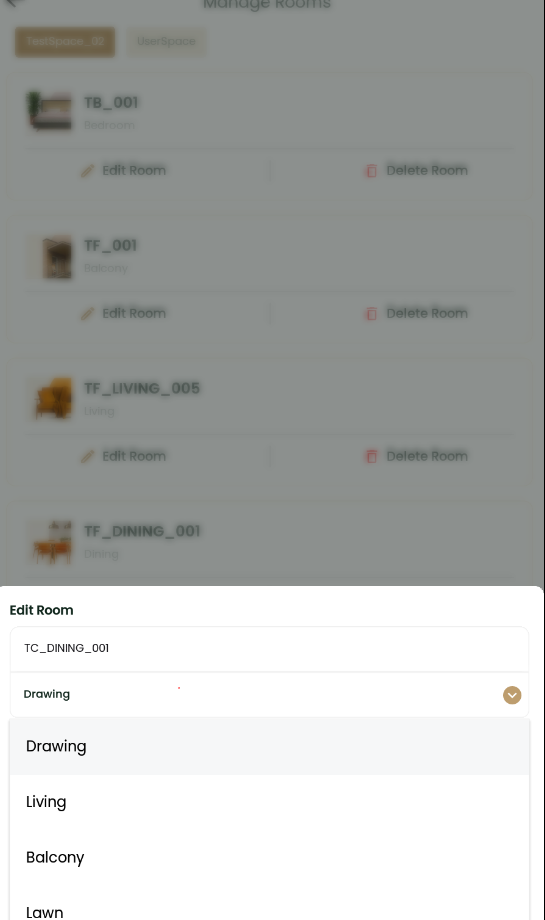 Manage Rooms
TestSpace_02
UserSpace
TB_001
Bedroom
Edit Room
Delete Room
TF_001
Balcony
Edit Room
Delete Room
TF_LIVING_005
Living
Edit Room
Delete Room
TF_DINING_001
Dining
Edit Room
TC_DINING_001
Drawing
Drawing
Living
Balcony
Lawn